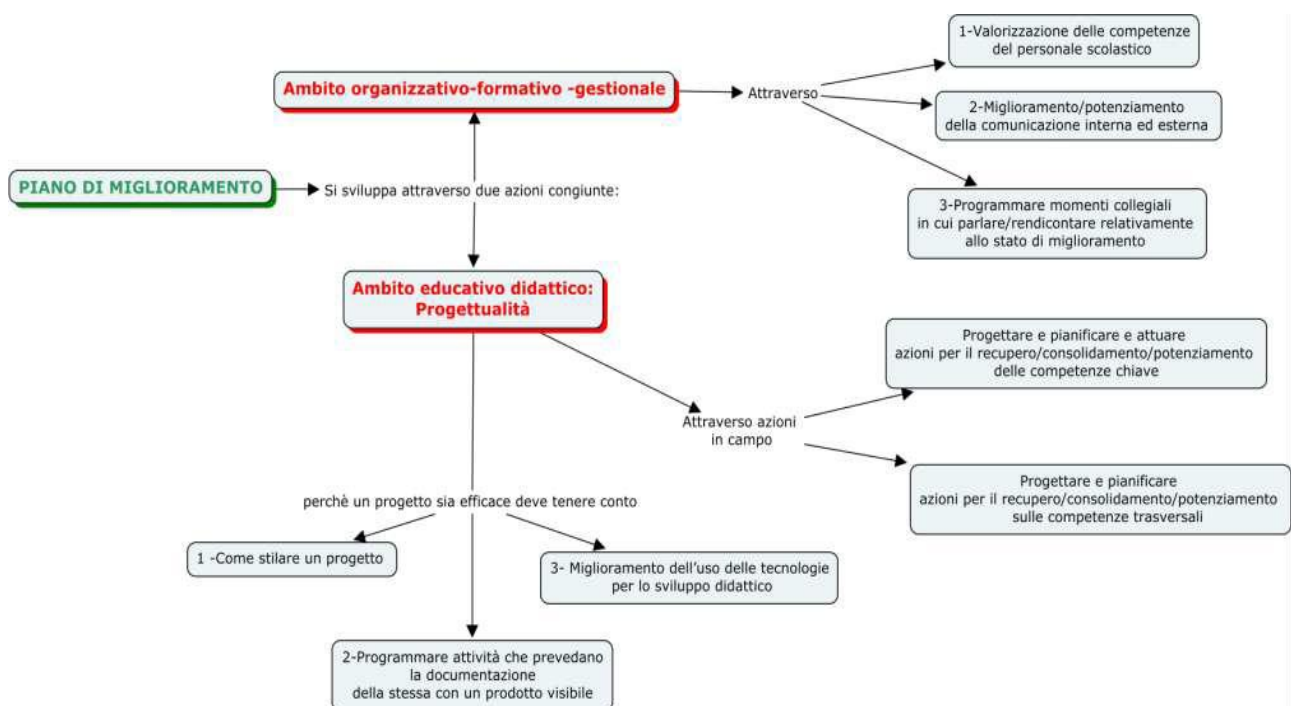 1-Valorizzazione delle competenze
del personale scolastico
Ambito organizzativo-formativo -gestionale
Attraverso
2-Miglioramento/potenziamento
della comunicazione interna ed esterna
PIANO DI MIGLIORAMENTO
Si sviluppa attraverso due azioni congiunte:
3-Programmare momenti collegiali
in cui parlare/rendicontare relativamente
allo stato di miglioramento
Ambito educativo didattico:
Progettualità
Progettare e pianificare e attuare
azioni per il recupero/consolidamento/potenziamento
delle competenze chiave
Attraverso azioni
in campo
Progettare e pianificare
azioni per il recupero/consolidamento/potenziamento
sulle competenze trasversali
perchè un progetto sia efficace deve tenere conto
1 -Come stilare un progetto
3- Miglioramento dell'uso delle tecnologie
per lo sviluppo didattico
2-Programmare attività che prevedano
la documentazione
della stessa con un prodotto visibile